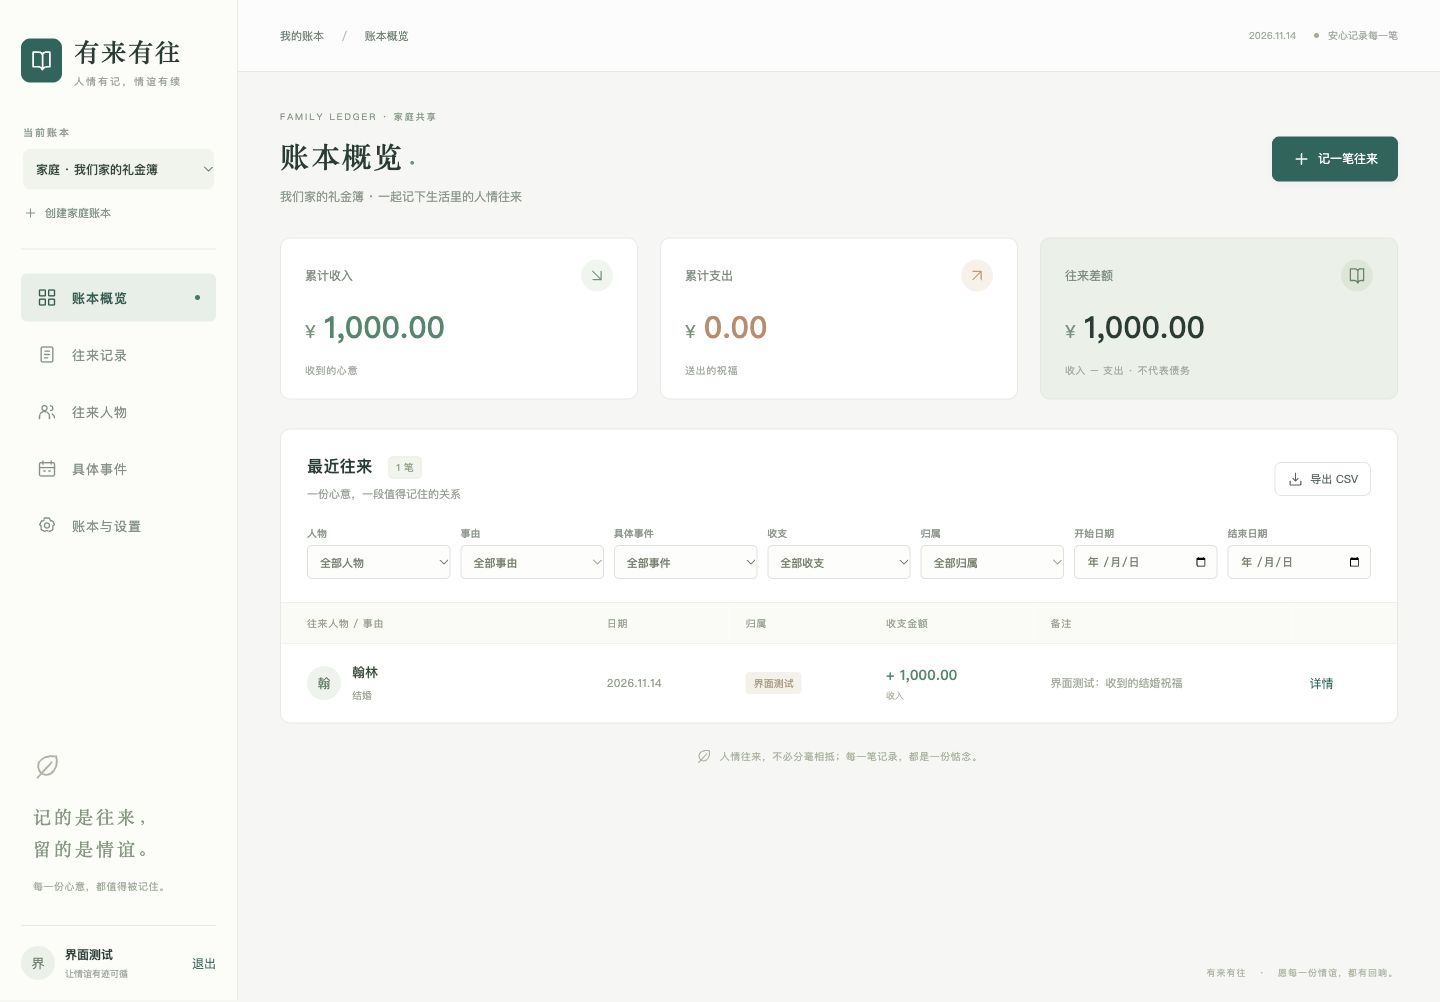 有来有往
人情有记，情谊有续
当前账本
家庭 · 我们家的礼金簿
创建家庭账本
账本概览
往来记录
往来人物
具体事件
账本与设置
记的是往来，
留的是情谊。
每一份心意，都值得被记住。
界
界面测试
让情谊有迹可循
退出
我的账本 / 账本概览
2026.11.14 安心记录每一笔
FAMILY LEDGER · 家庭共享
账本概览.
我们家的礼金簿 · 一起记下生活里的人情往来
记一笔往来
累计收入
¥ 1,000.00
收到的心意
累计支出
¥ 0.00
送出的祝福
往来差额
¥ 1,000.00
收入 − 支出 · 不代表债务
最近往来 1 笔
一份心意，一段值得记住的关系
导出 CSV
人物 事由 具体事件 收支 归属 开始日期 结束日期
全部人物 全部事由 全部事件 全部收支 全部归属 年 /月/日 年 /月/日
往来人物 / 事由 日期 归属 收支金额 备注
翰 翰林 2026.11.14 界面测试 + 1,000.00 界面测试：收到的结婚祝福 详情
结婚 收入
人情往来，不必分毫相抵；每一笔记录，都是一份惦念。
有来有往 · 愿每一份情谊，都有回响。